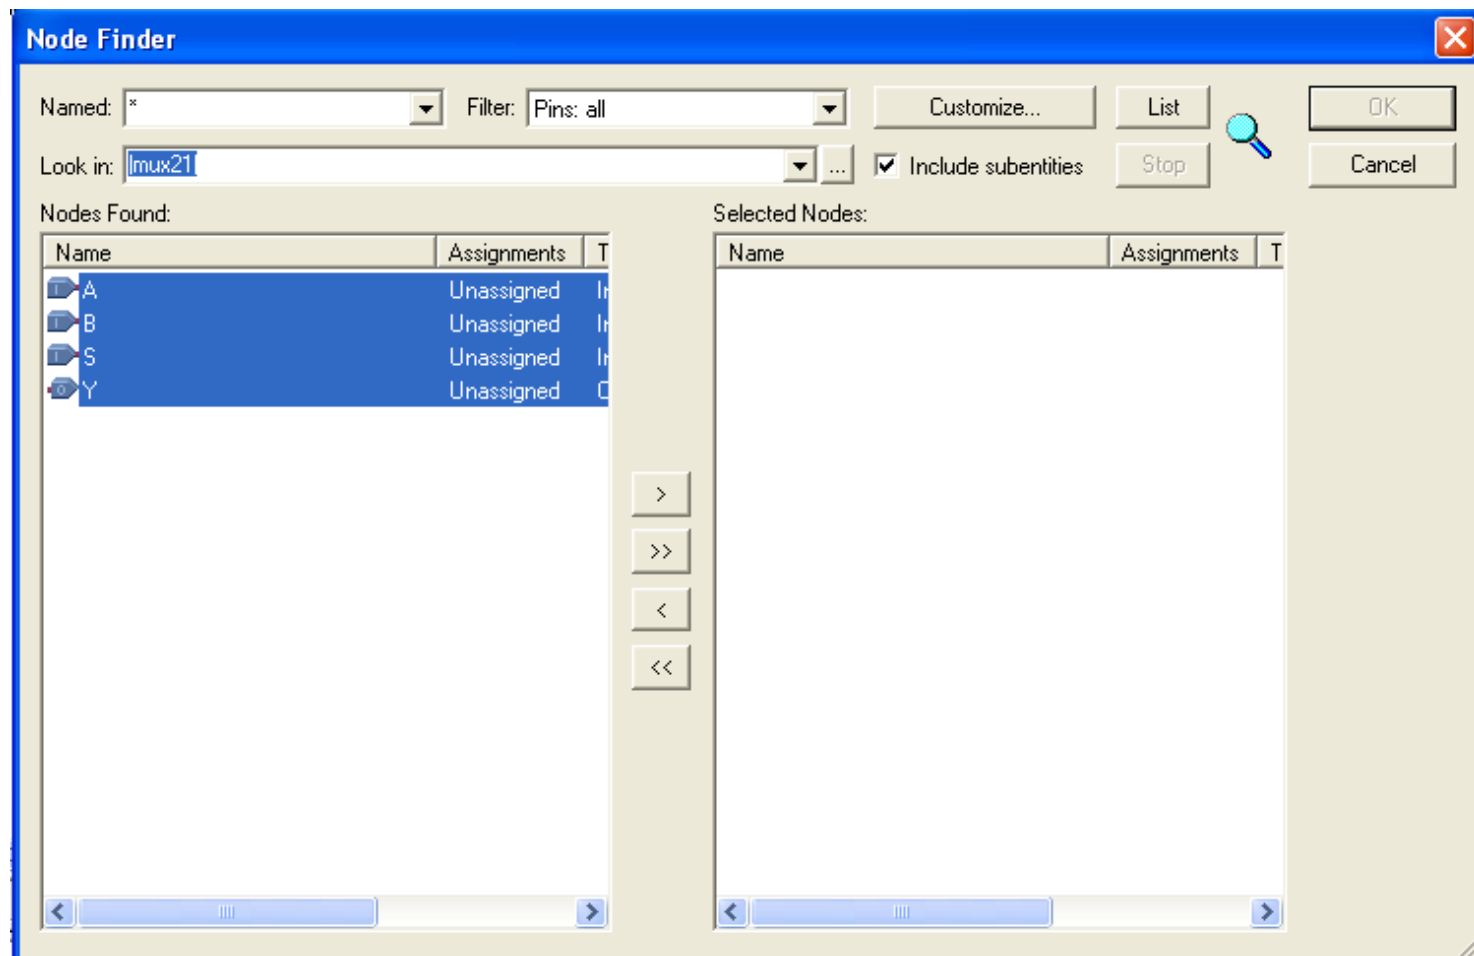 Node Finder
Named: * Filter: Pins: all Customize... List OK
Look in: |mux21| ... Include subentities Stop Cancel
Nodes Found: Selected Nodes:
Name Assignments T Name Assignments T
A Unassigned
B Unassigned
S Unassigned
Y Unassigned
>
>>
<
<<